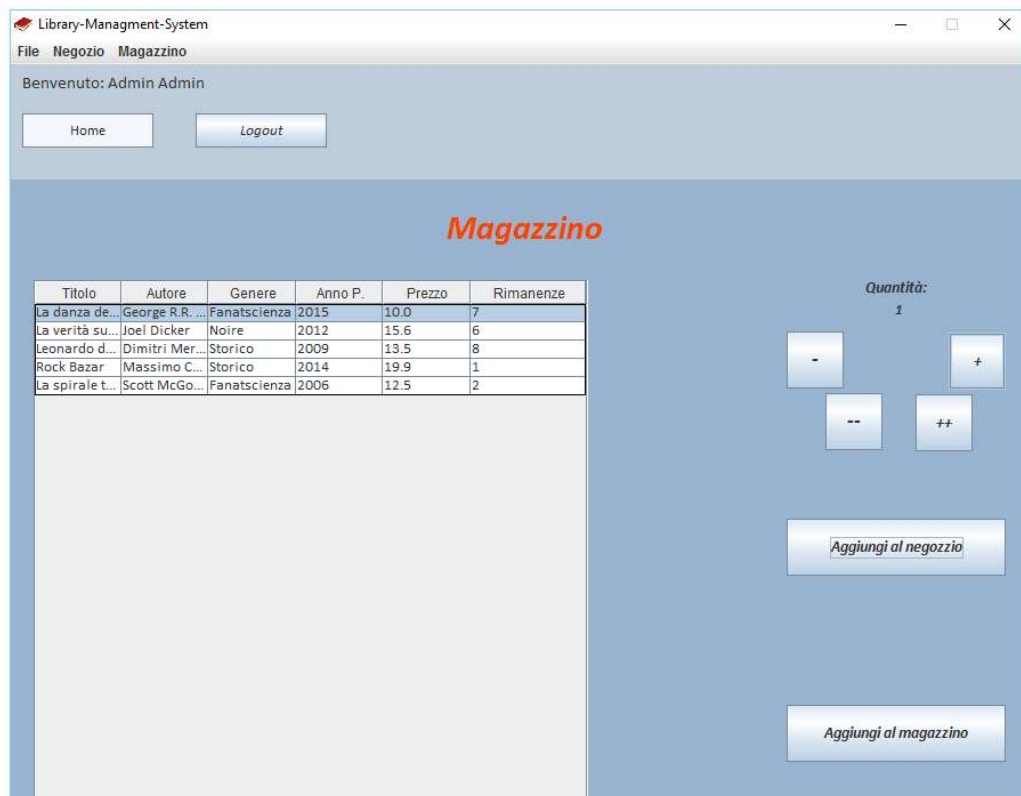 Library-Managment-System
File Negozio Magazzino
Benvenuto: Admin Admin
Home Logout
Magazzino
Titolo Autore Genere Anno P. Prezzo Rimanenze
La danza de... George R.R. ... Fanatscienza 2015 10.0 7
La verità su... Joel Dicker Noire 2012 15.6 6
Leonardo d... Dimitri Mer... Storico 2009 13.5 8
Rock Bazar Massimo C... Storico 2014 19.9 1
La spirale t... Scott McGo... Fanatscienza 2006 12.5 2
Quantità:
1
- +
-- ++
Aggiungi al negozzio
Aggiungi al magazzino